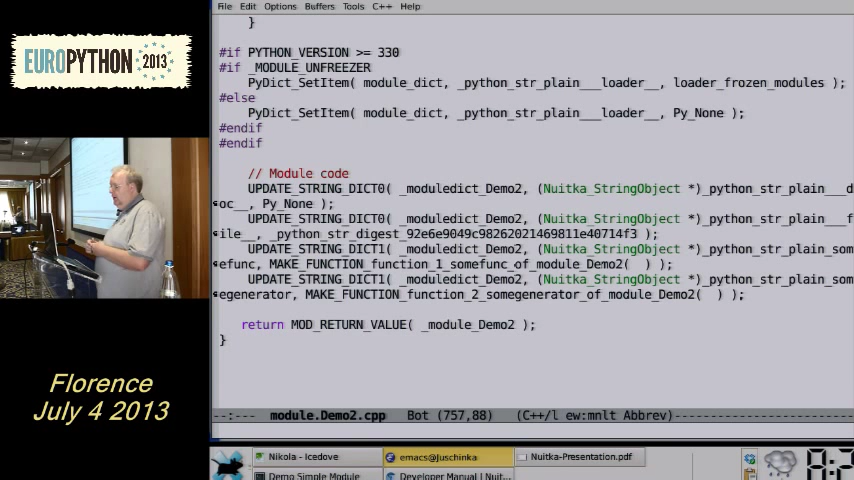 EUROPYTHON 2013
Florence
July 4 2013
File Edit Options Buffers Tools C++ Help
}
#if PYTHON_VERSION >= 330
#if _MODULE_UNFREEZER
PyDict_SetItem( module_dict, _python_str_plain___loader__, loader_frozen_modules );
#else
PyDict_SetItem( module_dict, _python_str_plain___loader__, Py_None );
#endif
#endif
// Module code
UPDATE_STRING_DICT0( _moduledict_Demo2, (Nuitka_StringObject *)_python_str_plain___d
oc__, Py_None );
UPDATE_STRING_DICT0( _moduledict_Demo2, (Nuitka_StringObject *)_python_str_plain___f
ile__, _python_str_digest_92e6e9049c98262021469811e40714f3 );
UPDATE_STRING_DICT1( _moduledict_Demo2, (Nuitka_StringObject *)_python_str_plain_som
efunc, MAKE_FUNCTION_function_1_somefunc_of_module_Demo2(  ) );
UPDATE_STRING_DICT1( _moduledict_Demo2, (Nuitka_StringObject *)_python_str_plain_som
egenerator, MAKE_FUNCTION_function_2_somegenerator_of_module_Demo2(  ) );
return MOD_RETURN_VALUE( _module_Demo2 );
}
--:--- module.Demo2.cpp Bot (757,88) (C++/l ew:mnlt Abbrev)
Nikola - Icedove emacs@Juschinka Nuitka-Presentation.pdf
Demo Simple Module Developer Manual | Nuit...